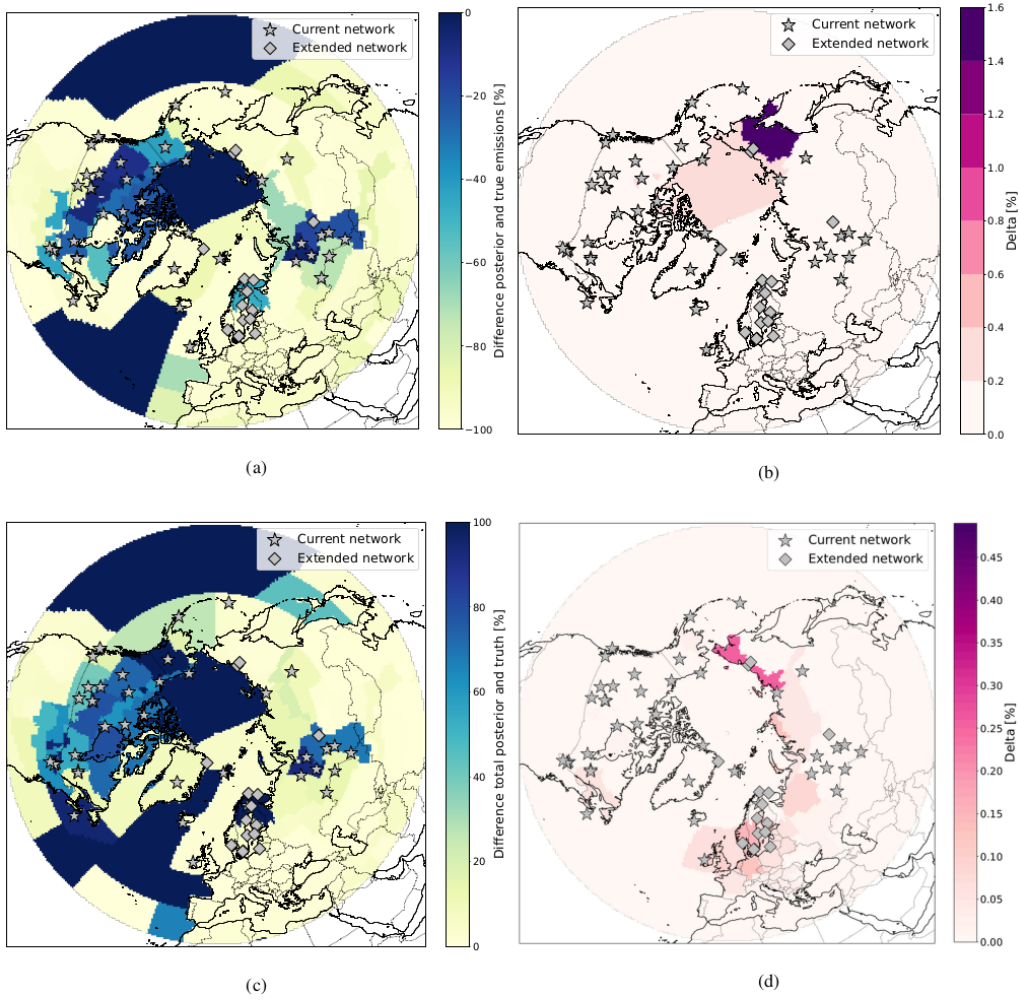 Current network
Extended network
0
−20
−40
−60
−80
−100
Difference posterior and true emissions [%]
(a)
Current network
Extended network
1.6
1.4
1.2
1.0
0.8
0.6
0.4
0.2
0.0
Delta [%]
(b)
Current network
Extended network
100
80
60
40
20
0
Difference total posterior and truth [%]
(c)
Current network
Extended network
0.45
0.40
0.35
0.30
0.25
0.20
0.15
0.10
0.05
0.00
Delta [%]
(d)